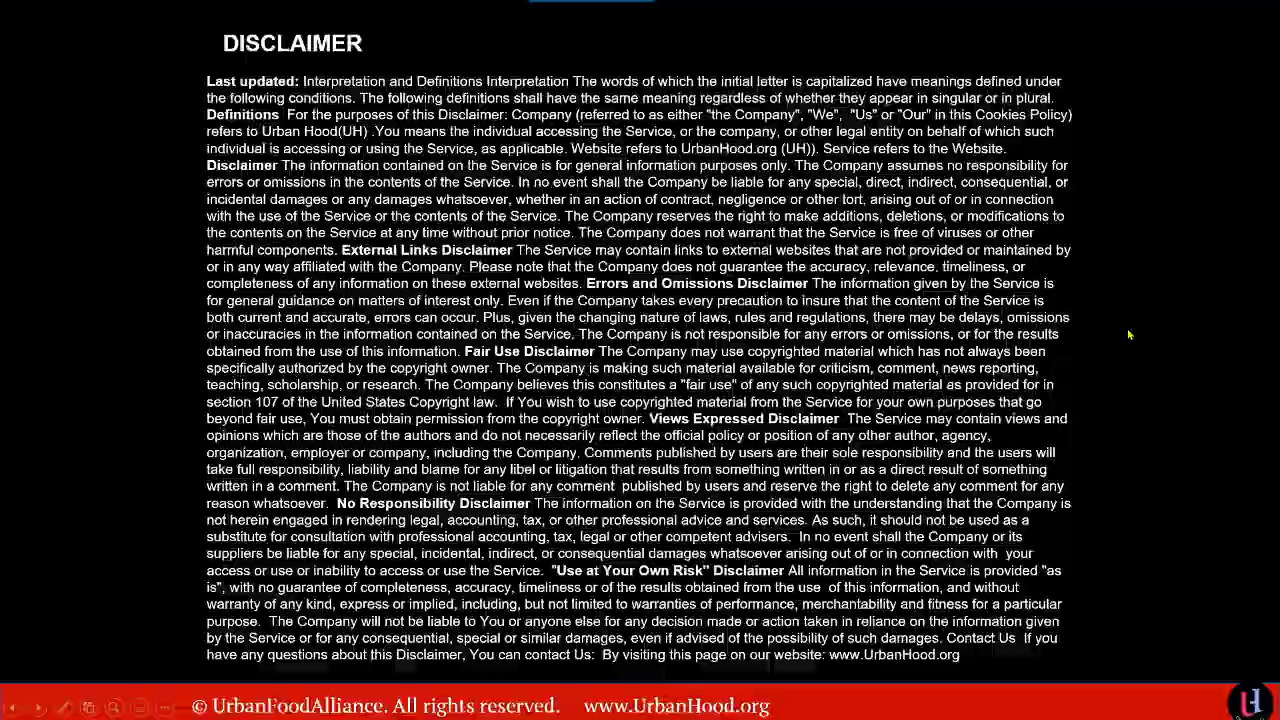 DISCLAIMER
Last updated: Interpretation and Definitions Interpretation The words of which the initial letter is capitalized have meanings defined under
the following conditions. The following definitions shall have the same meaning regardless of whether they appear in singular or in plural.
Definitions  For the purposes of this Disclaimer: Company (referred to as either "the Company", "We",  "Us" or "Our" in this Cookies Policy)
refers to Urban Hood(UH) .You means the individual accessing the Service, or the company, or other legal entity on behalf of which such
individual is accessing or using the Service, as applicable. Website refers to UrbanHood.org (UH)). Service refers to the Website.
Disclaimer The information contained on the Service is for general information purposes only. The Company assumes no responsibility for
errors or omissions in the contents of the Service. In no event shall the Company be liable for any special, direct, indirect, consequential, or
incidental damages or any damages whatsoever, whether in an action of contract, negligence or other tort, arising out of or in connection
with the use of the Service or the contents of the Service. The Company reserves the right to make additions, deletions, or modifications to
the contents on the Service at any time without prior notice. The Company does not warrant that the Service is free of viruses or other
harmful components. External Links Disclaimer The Service may contain links to external websites that are not provided or maintained by
or in any way affiliated with the Company. Please note that the Company does not guarantee the accuracy, relevance, timeliness, or
completeness of any information on these external websites. Errors and Omissions Disclaimer The information given by the Service is
for general guidance on matters of interest only. Even if the Company takes every precaution to insure that the content of the Service is
both current and accurate, errors can occur. Plus, given the changing nature of laws, rules and regulations, there may be delays, omissions
or inaccuracies in the information contained on the Service. The Company is not responsible for any errors or omissions, or for the results
obtained from the use of this information. Fair Use Disclaimer The Company may use copyrighted material which has not always been
specifically authorized by the copyright owner. The Company is making such material available for criticism, comment, news reporting,
teaching, scholarship, or research. The Company believes this constitutes a "fair use" of any such copyrighted material as provided for in
section 107 of the United States Copyright law.  If You wish to use copyrighted material from the Service for your own purposes that go
beyond fair use, You must obtain permission from the copyright owner. Views Expressed Disclaimer  The Service may contain views and
opinions which are those of the authors and do not necessarily reflect the official policy or position of any other author, agency,
organization, employer or company, including the Company. Comments published by users are their sole responsibility and the users will
take full responsibility, liability and blame for any libel or litigation that results from something written in or as a direct result of something
written in a comment. The Company is not liable for any comment  published by users and reserve the right to delete any comment for any
reason whatsoever.  No Responsibility Disclaimer The information on the Service is provided with the understanding that the Company is
not herein engaged in rendering legal, accounting, tax, or other professional advice and services. As such, it should not be used as a
substitute for consultation with professional accounting, tax, legal or other competent advisers.  In no event shall the Company or its
suppliers be liable for any special, incidental, indirect, or consequential damages whatsoever arising out of or in connection with  your
access or use or inability to access or use the Service.  "Use at Your Own Risk" Disclaimer All information in the Service is provided "as
is", with no guarantee of completeness, accuracy, timeliness or of the results obtained from the use  of this information, and without
warranty of any kind, express or implied, including, but not limited to warranties of performance, merchantability and fitness for a particular
purpose.  The Company will not be liable to You or anyone else for any decision made or action taken in reliance on the information given
by the Service or for any consequential, special or similar damages, even if advised of the possibility of such damages. Contact Us  If you
have any questions about this Disclaimer, You can contact Us:  By visiting this page on our website: www.UrbanHood.org
© UrbanFoodAlliance. All rights reserved.    www.UrbanHood.org
U